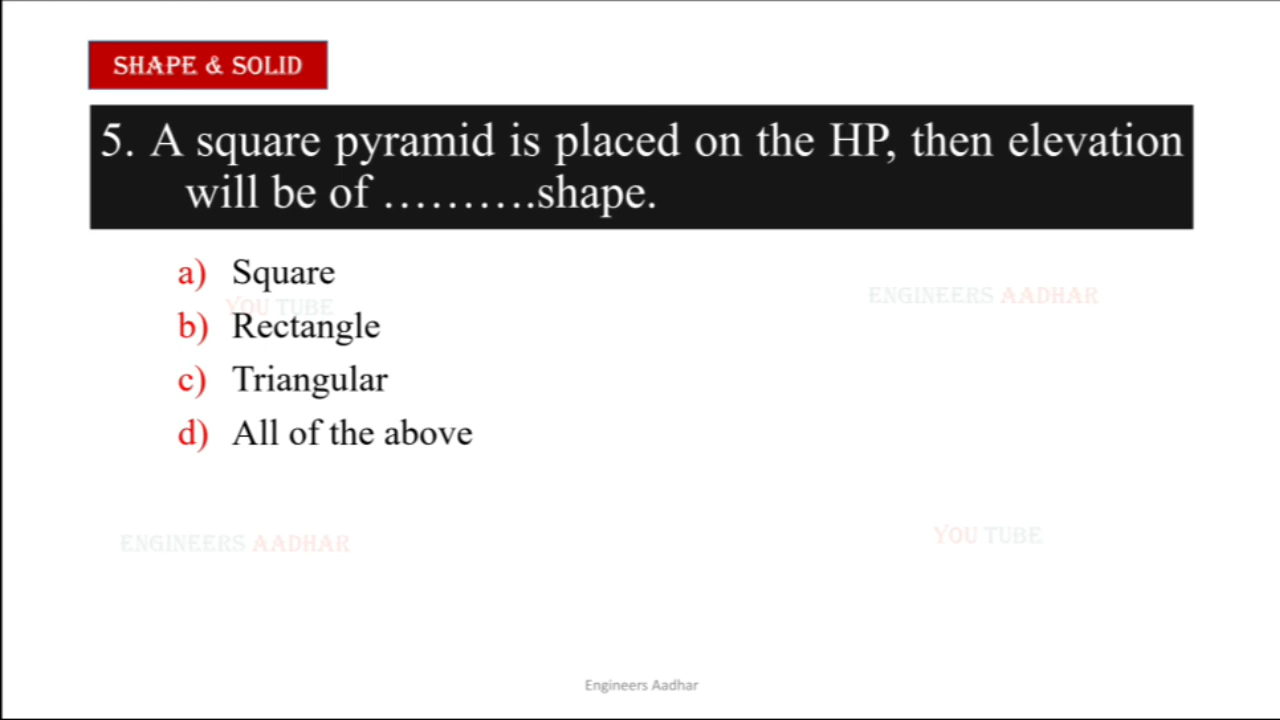 SHAPE & SOLID
5. A square pyramid is placed on the HP, then elevation
will be of ..........shape.
a) Square
YOU TUBE
ENGINEERS AADHAR
b) Rectangle
c) Triangular
d) All of the above
ENGINEERS AADHAR
YOU TUBE
Engineers Aadhar